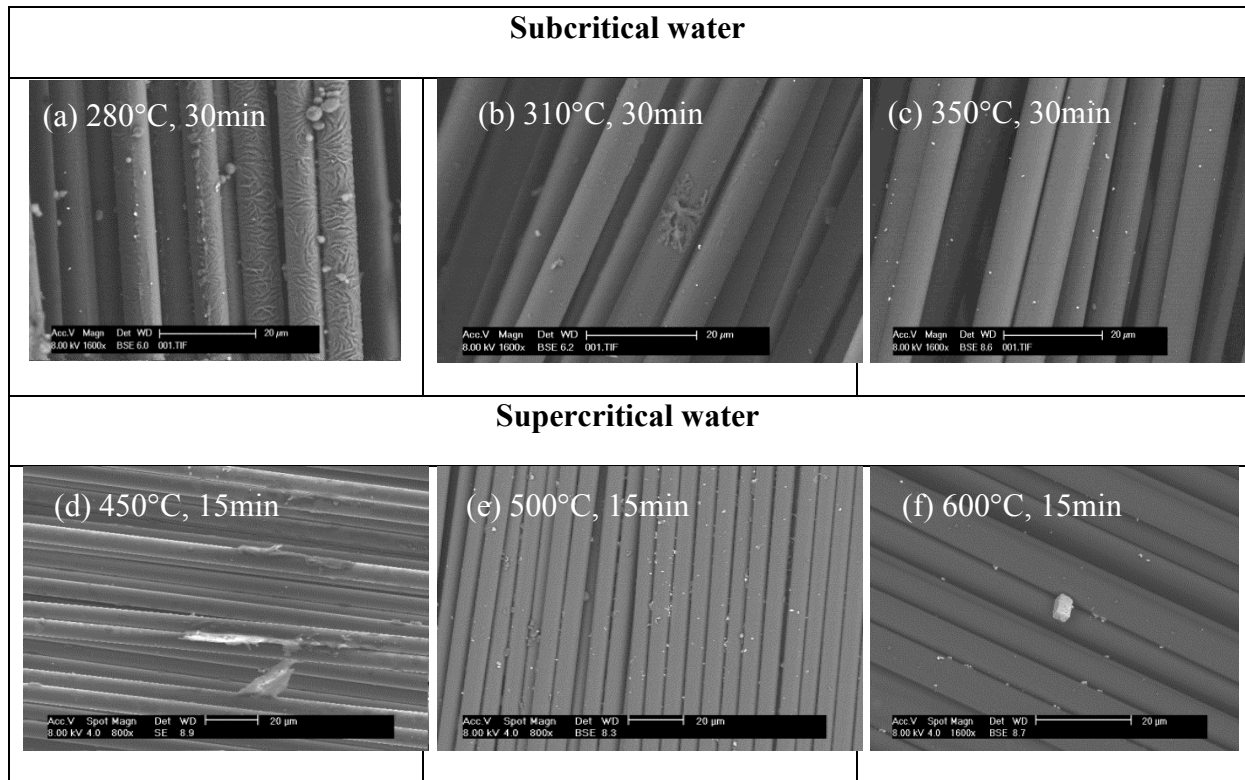 Subcritical water
(a) 280°C, 30min
(b) 310°C, 30min
(c) 350°C, 30min
Acc.V Magn Det WD 20 µm
8.00 kV 1600x BSE 6.0 001.TIF
Acc.V Magn Det WD 20 µm
8.00 kV 1600x BSE 6.2 001.TIF
Acc.V Magn Det WD 20 µm
8.00 kV 1600x BSE 8.6 001.TIF
Supercritical water
(d) 450°C, 15min
(e) 500°C, 15min
(f) 600°C, 15min
Acc.V Spot Magn Det WD 20 µm
8.00 kV 4.0 800x SE 8.9
Acc.V Spot Magn Det WD 20 µm
8.00 kV 4.0 800x BSE 8.3
Acc.V Spot Magn Det WD 20 µm
8.00 kV 4.0 1600x BSE 8.7